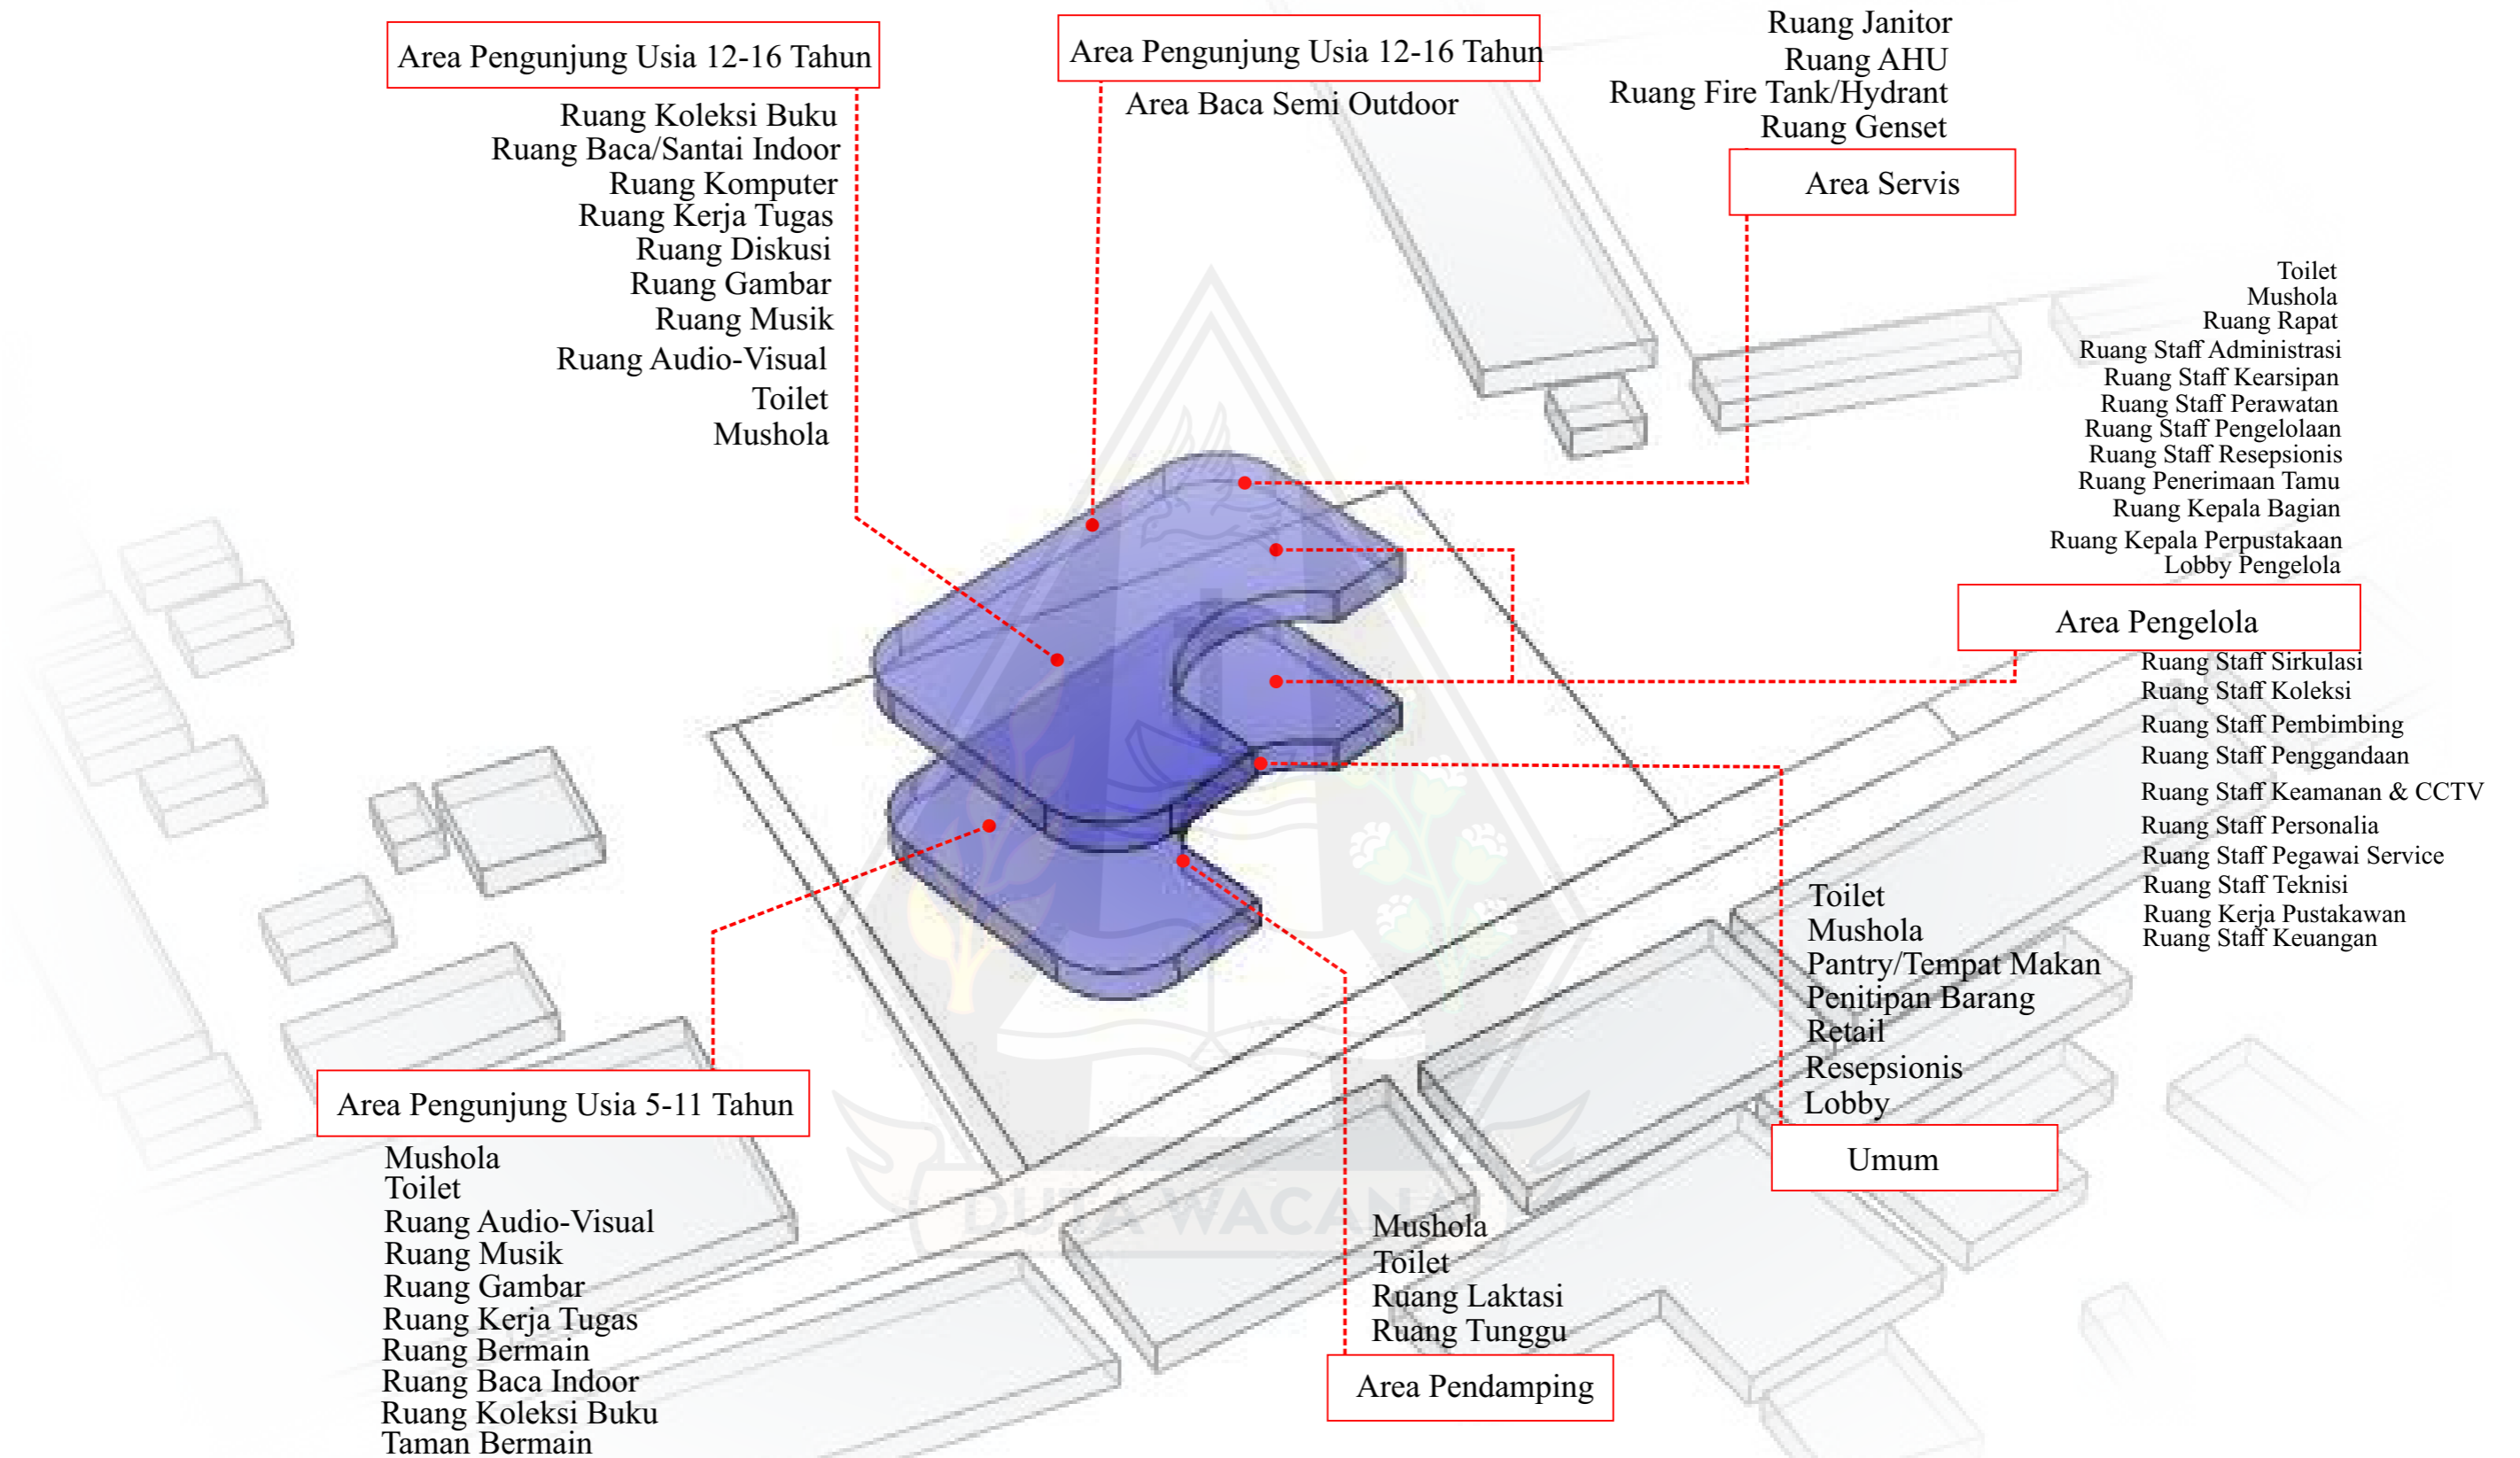 Area Pengunjung Usia 12-16 Tahun
Ruang Koleksi Buku
Ruang Baca/Santai Indoor
Ruang Komputer
Ruang Kerja Tugas
Ruang Diskusi
Ruang Gambar
Ruang Musik
Ruang Audio-Visual
Toilet
Mushola
Area Pengunjung Usia 12-16 Tahun
Area Baca Semi Outdoor
Ruang Janitor
Ruang AHU
Ruang Fire Tank/Hydrant
Ruang Genset
Area Servis
Toilet
Mushola
Ruang Rapat
Ruang Staff Administrasi
Ruang Staff Kearsipan
Ruang Staff Perawatan
Ruang Staff Pengelolaan
Ruang Staff Resepsionis
Ruang Penerimaan Tamu
Ruang Kepala Bagian
Ruang Kepala Perpustakaan
Lobby Pengelola
Area Pengelola
Ruang Staff Sirkulasi
Ruang Staff Koleksi
Ruang Staff Pembimbing
Ruang Staff Penggandaan
Ruang Staff Keamanan & CCTV
Ruang Staff Personalia
Ruang Staff Pegawai Service
Ruang Staff Teknisi
Ruang Kerja Pustakawan
Ruang Staff Keuangan
Toilet
Mushola
Pantry/Tempat Makan
Penitipan Barang
Retail
Resepsionis
Lobby
Umum
Area Pengunjung Usia 5-11 Tahun
Mushola
Toilet
Ruang Audio-Visual
Ruang Musik
Ruang Gambar
Ruang Kerja Tugas
Ruang Bermain
Ruang Baca Indoor
Ruang Koleksi Buku
Taman Bermain
DUTA WACANA
Mushola
Toilet
Ruang Laktasi
Ruang Tunggu
Area Pendamping